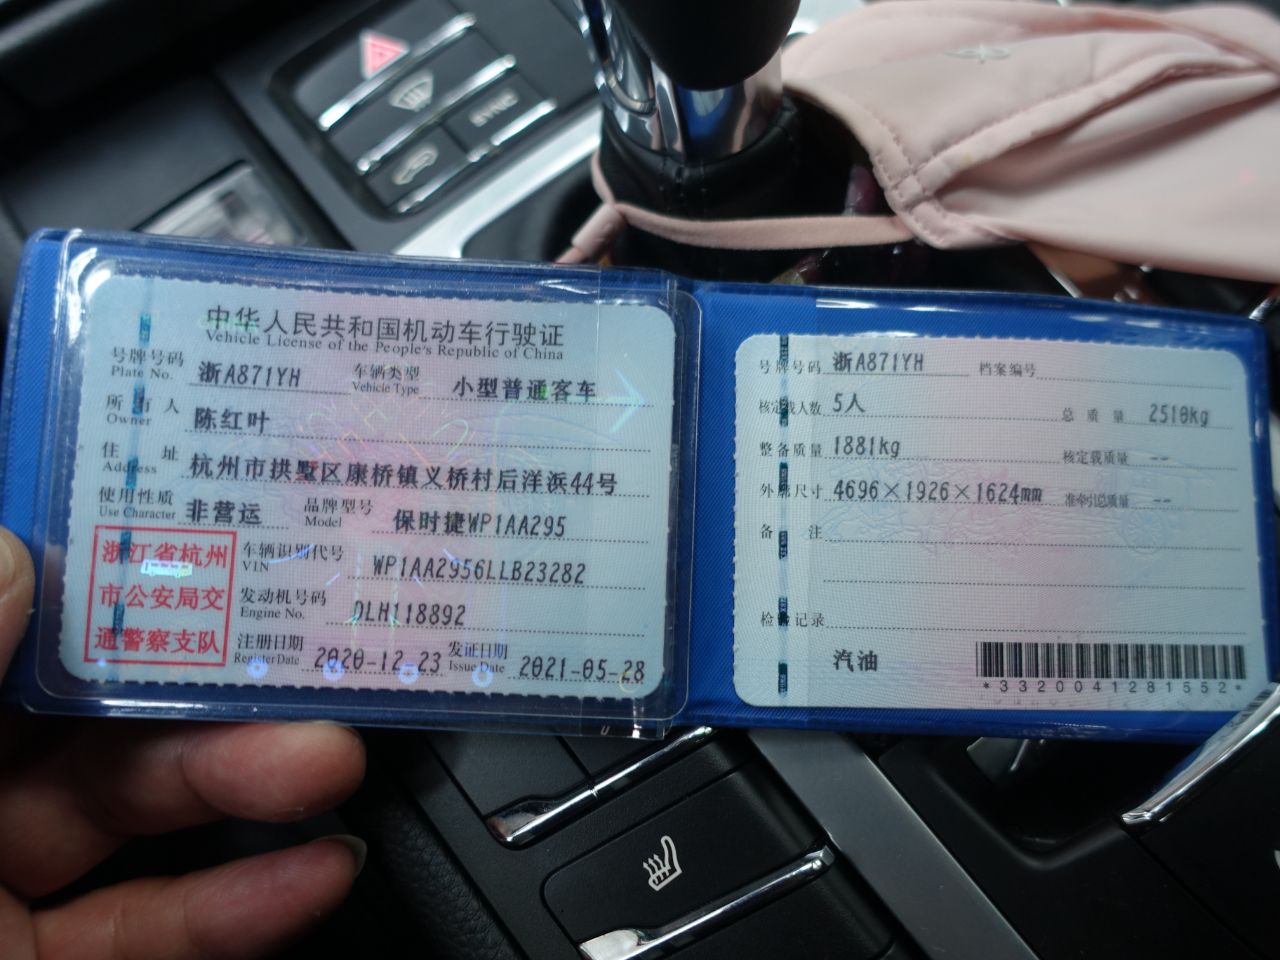 SYNC
中华人民共和国机动车行驶证
Vehicle License of the People's Republic of China
号牌号码 浙A871YH 车辆类型 小型普通客车
Plate No. Vehicle Type
所有人 陈红叶
Owner
住址 杭州市拱墅区康桥镇义桥村后洋浜44号
Address
使用性质 非营运 品牌型号 保时捷WP1AA295
Use Character Model
浙江省杭州
市公安局交
通警察支队
车辆识别代号 WP1AA2956LLB23282
VIN
发动机号码 DLH118892
Engine No.
注册日期 2020-12-23 发证日期 2021-05-28
Register Date Issue Date
号牌号码 浙A871YH 档案编号
核定载人数 5人 总质量 2510kg
整备质量 1881kg 核定载质量 --
外廓尺寸 4696×1926×1624mm 准牵引总质量 --
备注
检验记录
汽油
*3320041281552*